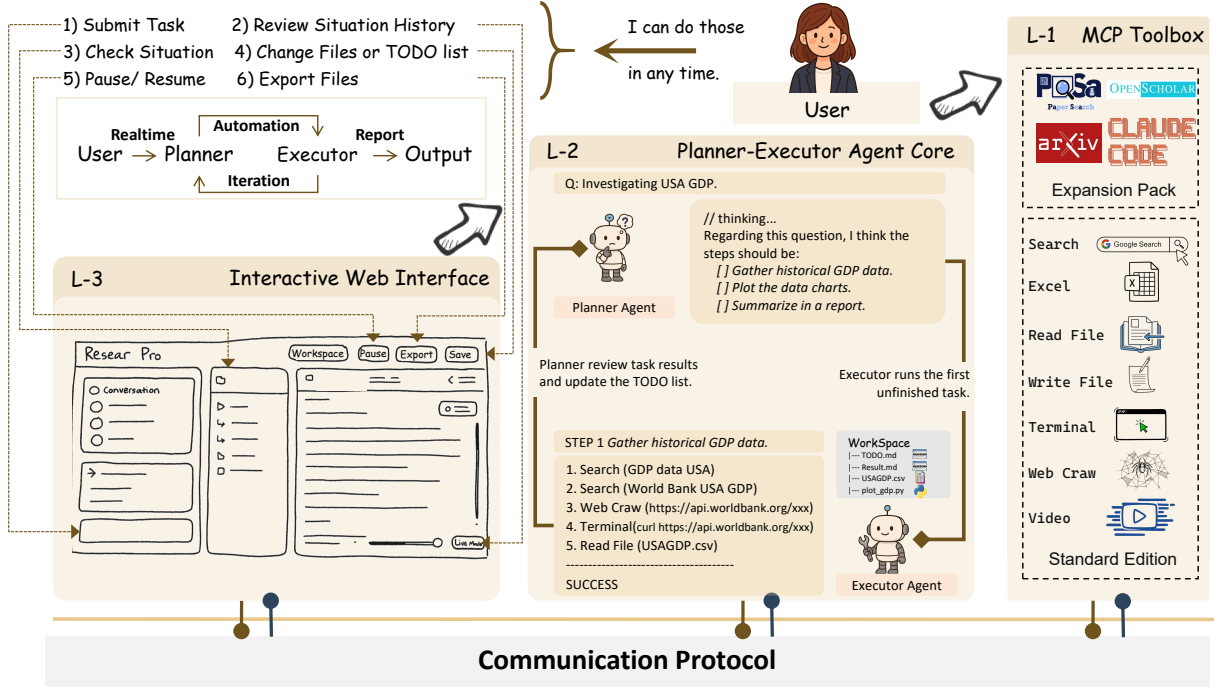 1) Submit Task
2) Review Situation History
3) Check Situation
4) Change Files or TODO list
5) Pause/ Resume
6) Export Files
I can do those
in any time.
User
Realtime
Automation
Report
User
Planner
Executor
Output
Iteration
L-3
Interactive Web Interface
Resear Pro
Workspace
Pause
Export
Save
Conversation
Live Mode
L-2
Planner-Executor Agent Core
Q: Investigating USA GDP.
// thinking...
Regarding this question, I think the
steps should be:
[ ] Gather historical GDP data.
[ ] Plot the data charts.
[ ] Summarize in a report.
?
Planner Agent
Planner review task results
and update the TODO list.
Executor runs the first
unfinished task.
STEP 1 Gather historical GDP data.
1. Search (GDP data USA)
2. Search (World Bank USA GDP)
3. Web Craw (https://api.worldbank.org/xxx)
4. Terminal(curl https://api.worldbank.org/xxx)
5. Read File (USAGDP.csv)
--------------------------------------
SUCCESS
WorkSpace
|--- TODO.md
|--- Result.md
|--- USAGDP.csv
|--- plot_gdp.py
Executor Agent
L-1
MCP Toolbox
PaSa
Paper Search
OPENSCHOLAR
arXiv
CLAUDE
CODE
Expansion Pack
Search
Google Search
Excel
X
Read File
Write File
Terminal
Web Craw
Video
Standard Edition
Communication Protocol